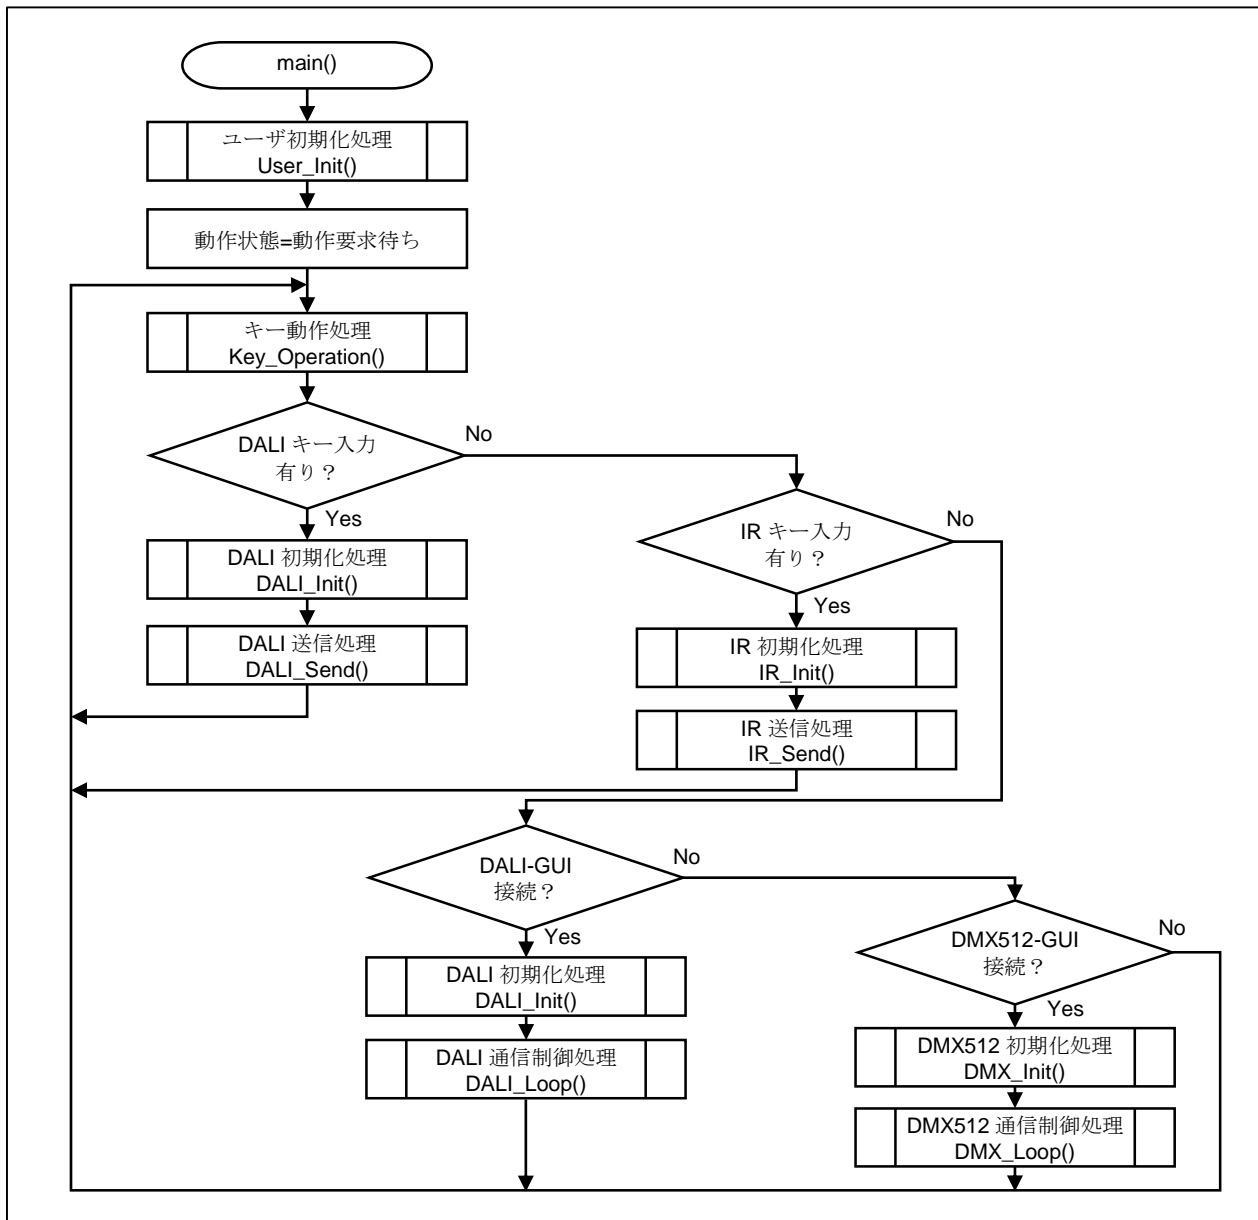 main()
ユーザ初期化処理
User_Init()
動作状態=動作要求待ち
キー動作処理
Key_Operation()
DALI キー入力
有り？
No
Yes
DALI 初期化処理
DALI_Init()
DALI 送信処理
DALI_Send()
IR キー入力
有り？
No
Yes
IR 初期化処理
IR_Init()
IR 送信処理
IR_Send()
DALI-GUI
接続？
No
Yes
DALI 初期化処理
DALI_Init()
DALI 通信制御処理
DALI_Loop()
DMX512-GUI
接続？
No
Yes
DMX512 初期化処理
DMX_Init()
DMX512 通信制御処理
DMX_Loop()